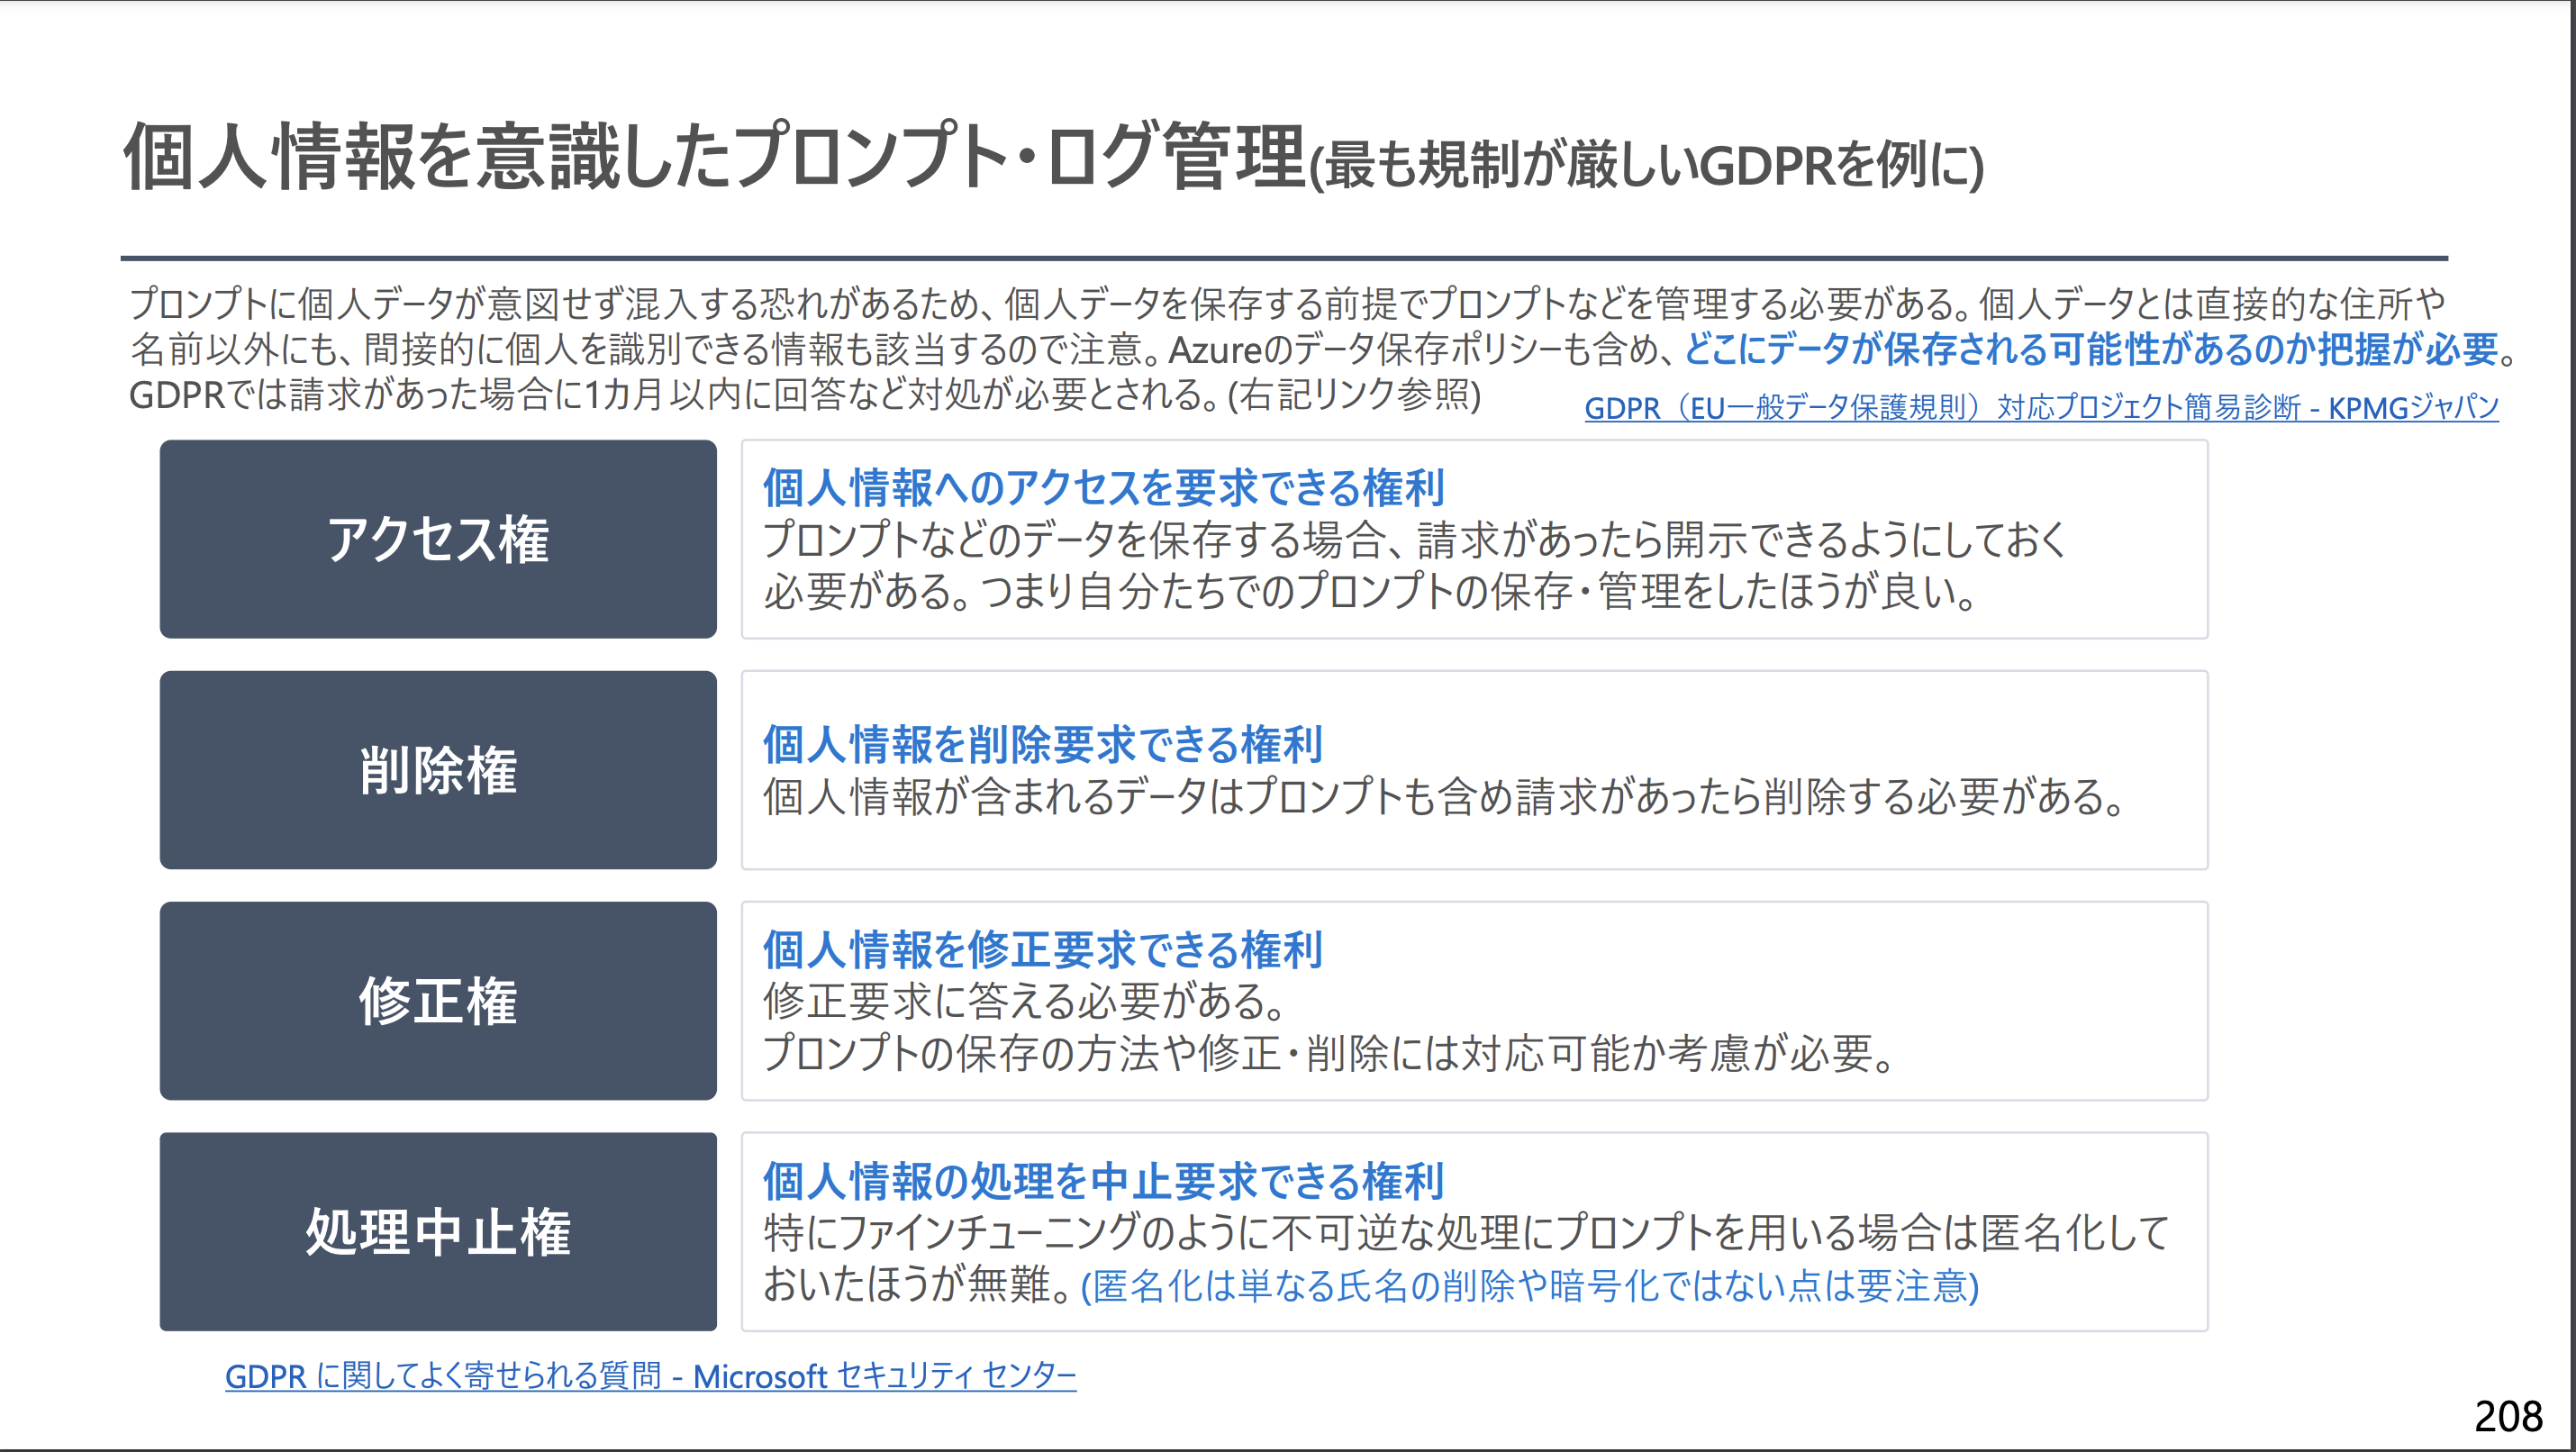 個人情報を意識したプロンプト・ログ管理(最も規制が厳しいGDPRを例に)
プロンプトに個人データが意図せず混入する恐れがあるため、個人データを保存する前提でプロンプトなどを管理する必要がある。個人データとは直接的な住所や
名前以外にも、間接的に個人を識別できる情報も該当するので注意。Azureのデータ保存ポリシーも含め、どこにデータが保存される可能性があるのか把握が必要。
GDPRでは請求があった場合に1カ月以内に回答など対処が必要とされる。(右記リンク参照)
GDPR（EU一般データ保護規則）対応プロジェクト簡易診断 - KPMGジャパン
アクセス権
個人情報へのアクセスを要求できる権利
プロンプトなどのデータを保存する場合、請求があったら開示できるようにしておく
必要がある。つまり自分たちでのプロンプトの保存・管理をしたほうが良い。
削除権
個人情報を削除要求できる権利
個人情報が含まれるデータはプロンプトも含め請求があったら削除する必要がある。
修正権
個人情報を修正要求できる権利
修正要求に答える必要がある。
プロンプトの保存の方法や修正・削除には対応可能か考慮が必要。
処理中止権
個人情報の処理を中止要求できる権利
特にファインチューニングのように不可逆な処理にプロンプトを用いる場合は匿名化して
おいたほうが無難。(匿名化は単なる氏名の削除や暗号化ではない点は要注意)
GDPR に関してよく寄せられる質問 - Microsoft セキュリティ センター
208